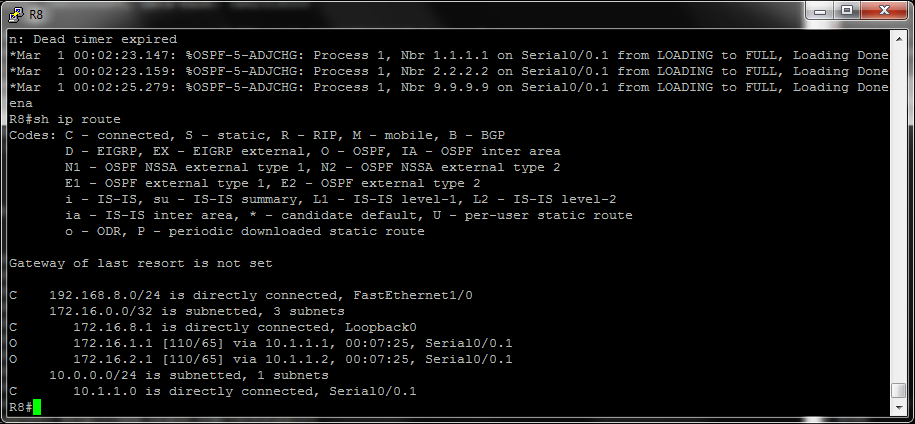 R8
n: Dead timer expired
*Mar  1 00:02:23.147: %OSPF-5-ADJCHG: Process 1, Nbr 1.1.1.1 on Serial0/0.1 from LOADING to FULL, Loading Done
*Mar  1 00:02:23.159: %OSPF-5-ADJCHG: Process 1, Nbr 2.2.2.2 on Serial0/0.1 from LOADING to FULL, Loading Done
*Mar  1 00:02:25.279: %OSPF-5-ADJCHG: Process 1, Nbr 9.9.9.9 on Serial0/0.1 from LOADING to FULL, Loading Done
ena
R8#sh ip route
Codes: C - connected, S - static, R - RIP, M - mobile, B - BGP
       D - EIGRP, EX - EIGRP external, O - OSPF, IA - OSPF inter area
       N1 - OSPF NSSA external type 1, N2 - OSPF NSSA external type 2
       E1 - OSPF external type 1, E2 - OSPF external type 2
       i - IS-IS, su - IS-IS summary, L1 - IS-IS level-1, L2 - IS-IS level-2
       ia - IS-IS inter area, * - candidate default, U - per-user static route
       o - ODR, P - periodic downloaded static route
Gateway of last resort is not set
C    192.168.8.0/24 is directly connected, FastEthernet1/0
     172.16.0.0/32 is subnetted, 3 subnets
C       172.16.8.1 is directly connected, Loopback0
O       172.16.1.1 [110/65] via 10.1.1.1, 00:07:25, Serial0/0.1
O       172.16.2.1 [110/65] via 10.1.1.2, 00:07:25, Serial0/0.1
     10.0.0.0/24 is subnetted, 1 subnets
C       10.1.1.0 is directly connected, Serial0/0.1
R8#